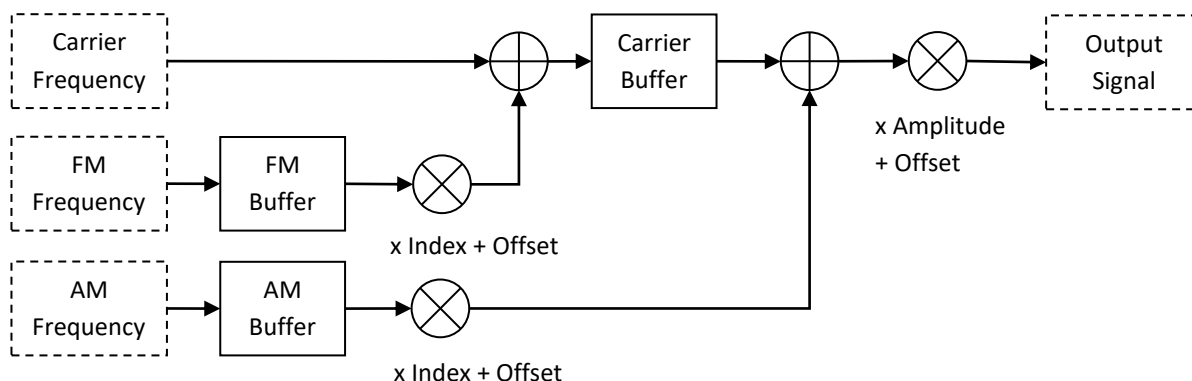 Carrier
Frequency
Carrier
Buffer
Output
Signal
x Amplitude
+ Offset
FM
Frequency
FM
Buffer
x Index + Offset
AM
Frequency
AM
Buffer
x Index + Offset